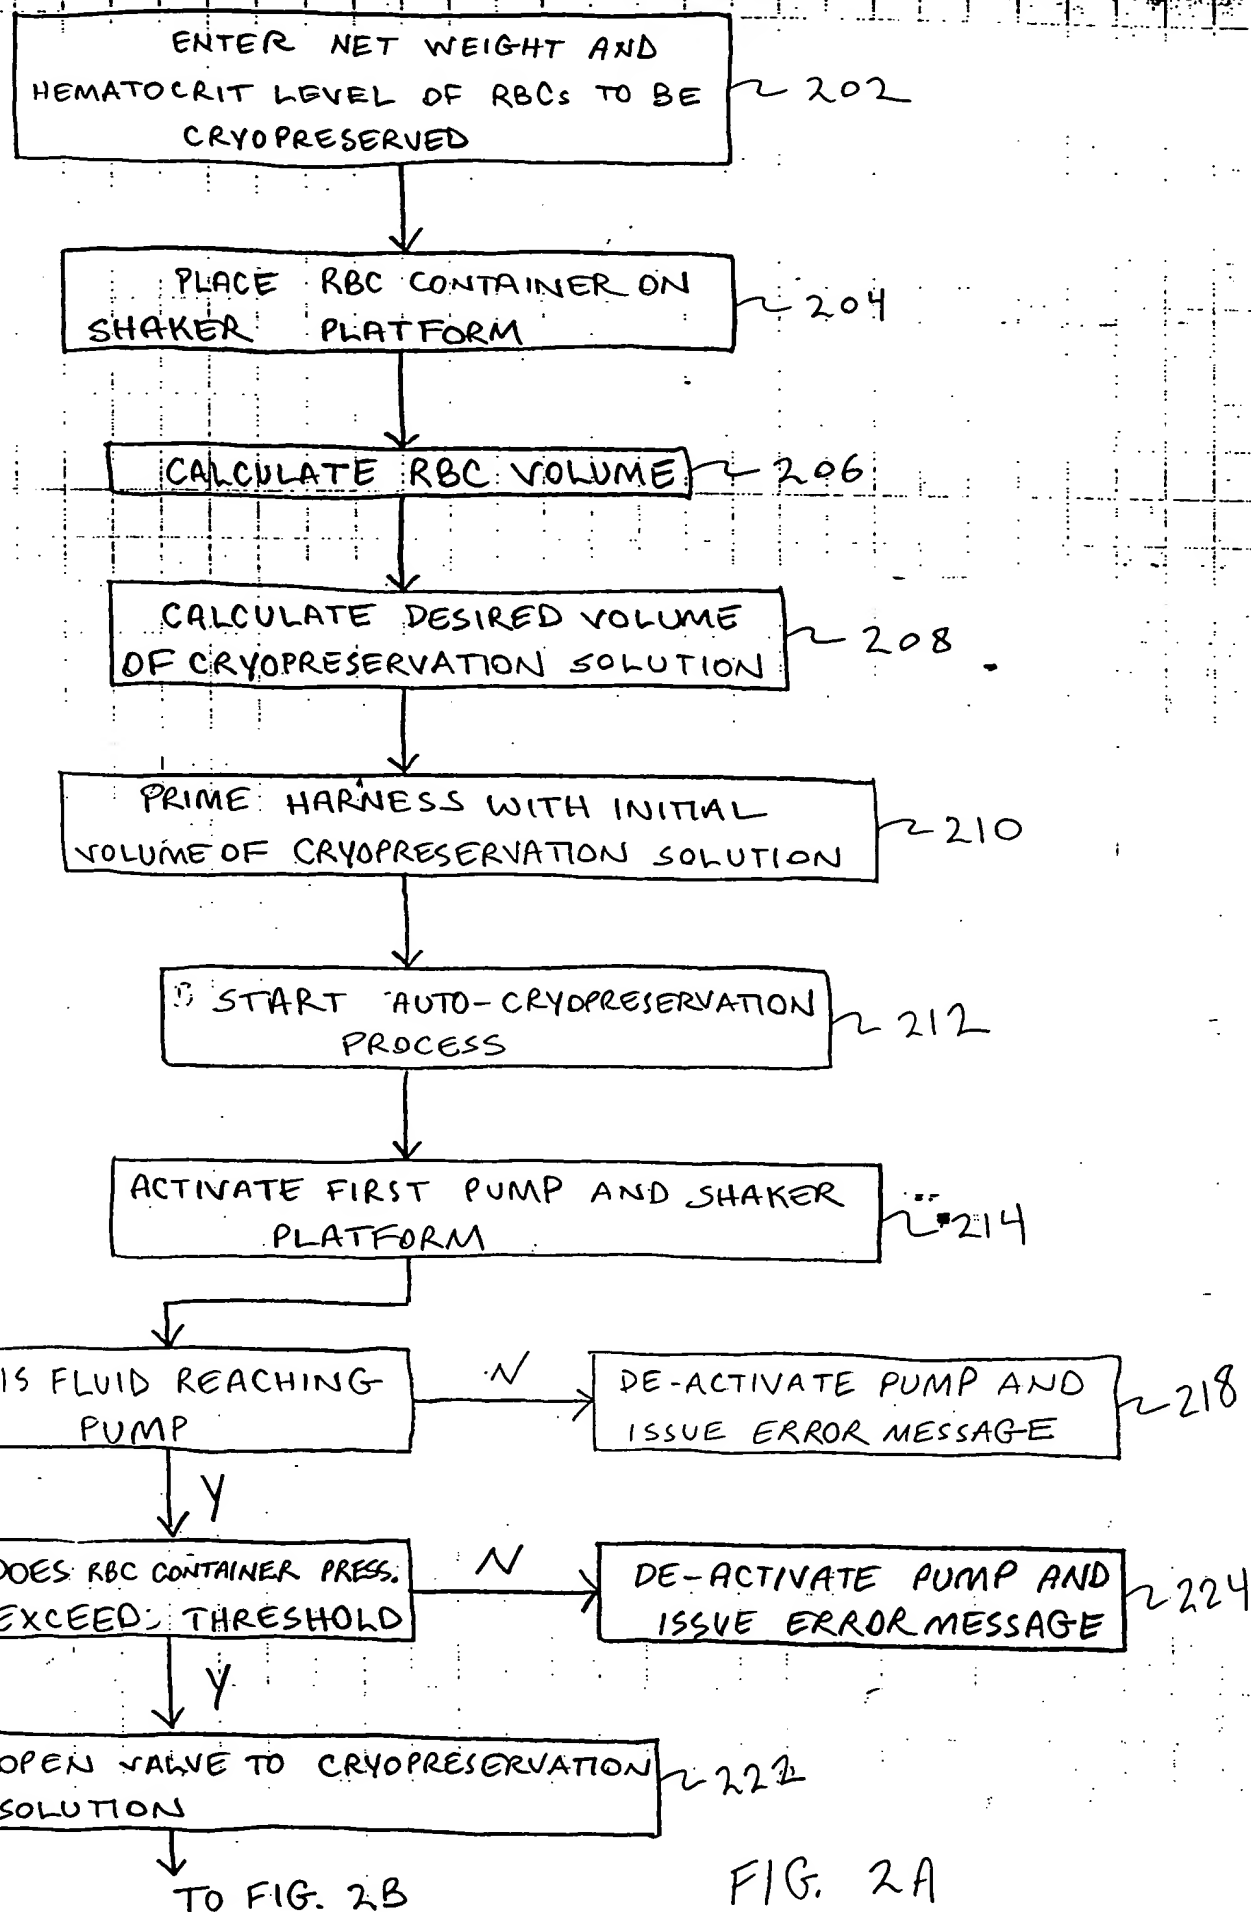 ENTER NET WEIGHT AND
HEMATOCRIT LEVEL OF RBCs TO BE
CRYOPRESERVED
202
PLACE RBC CONTAINER ON
SHAKER PLATFORM
204
CALCULATE RBC VOLUME
206
CALCULATE DESIRED VOLUME
OF CRYOPRESERVATION SOLUTION
208
PRIME HARNESS WITH INITIAL
VOLUME OF CRYOPRESERVATION SOLUTION
210
START AUTO-CRYOPRESERVATION
PROCESS
212
ACTIVATE FIRST PUMP AND SHAKER
PLATFORM
214
IS FLUID REACHING
PUMP
N
DE-ACTIVATE PUMP AND
ISSUE ERROR MESSAGE
218
Y
DOES RBC CONTAINER PRESS.
EXCEED THRESHOLD
N
DE-ACTIVATE PUMP AND
ISSUE ERROR MESSAGE
224
Y
OPEN VALVE TO CRYOPRESERVATION
SOLUTION
222
TO FIG. 2B
FIG. 2A